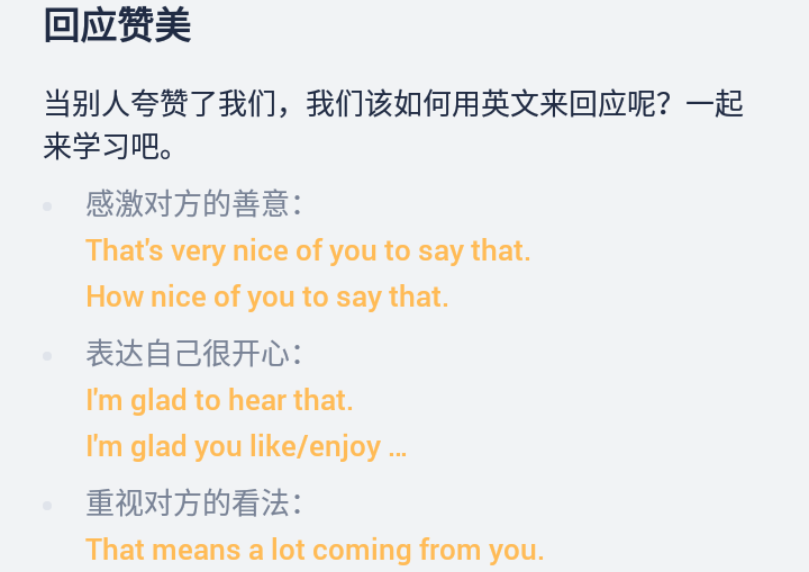 回应赞美
当别人夸赞了我们，我们该如何用英文来回应呢？一起
来学习吧。
感激对方的善意：
That's very nice of you to say that.
How nice of you to say that.
表达自己很开心：
I'm glad to hear that.
I'm glad you like/enjoy ...
重视对方的看法：
That means a lot coming from you.